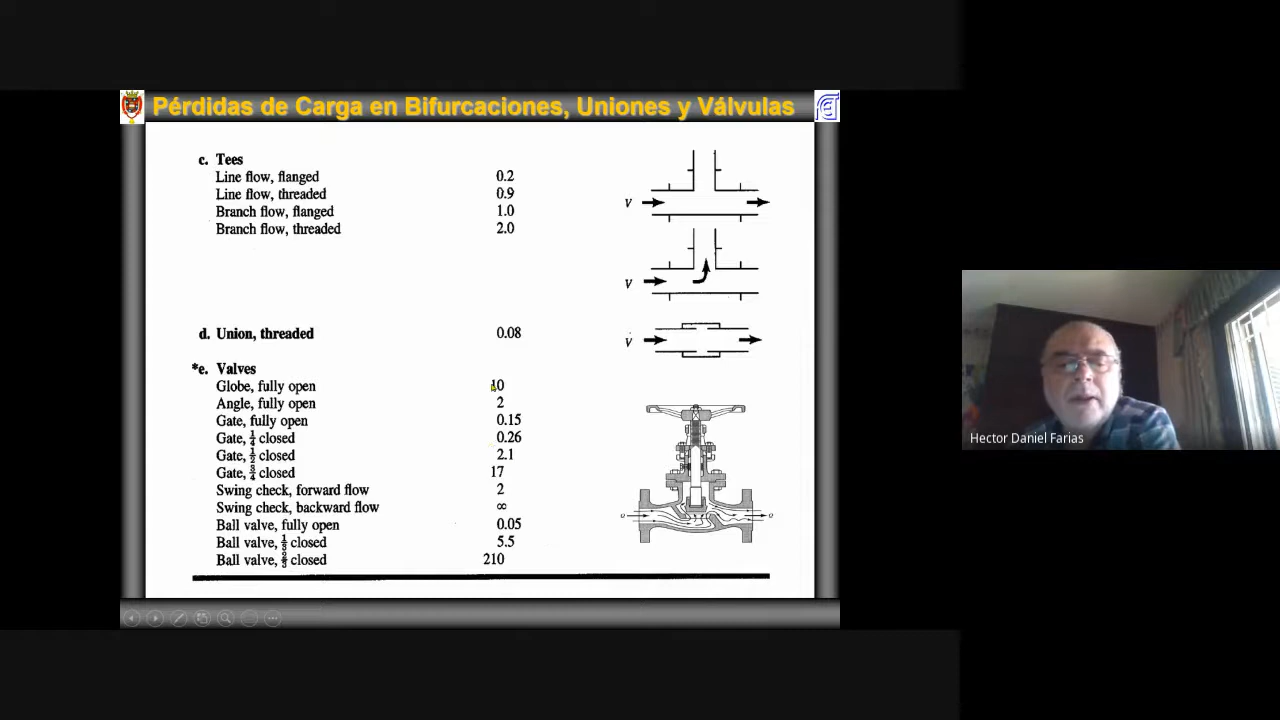 Pérdidas de Carga en Bifurcaciones, Uniones y Válvulas
c. Tees
Line flow, flanged 0.2
Line flow, threaded 0.9
Branch flow, flanged 1.0
Branch flow, threaded 2.0
V
V
d. Union, threaded 0.08
V
*e. Valves
Globe, fully open 10
Angle, fully open 2
Gate, fully open 0.15
Gate, 1/4 closed 0.26
Gate, 1/2 closed 2.1
Gate, 3/4 closed 17
Swing check, forward flow 2
Swing check, backward flow ∞
Ball valve, fully open 0.05
Ball valve, 1/3 closed 5.5
Ball valve, 2/3 closed 210
Q Q
Hector Daniel Farias